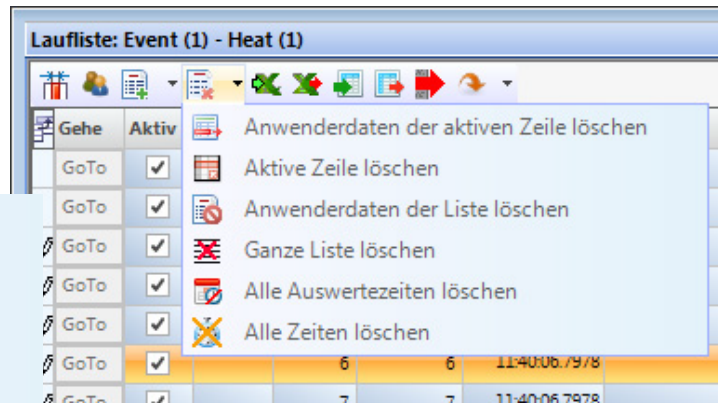 Laufliste: Event (1) - Heat (1)
Gehe Aktiv
Anwenderdaten der aktiven Zeile löschen
GoTo
Aktive Zeile löschen
GoTo
Anwenderdaten der Liste löschen
GoTo
Ganze Liste löschen
GoTo
Alle Auswertezeiten löschen
GoTo
Alle Zeiten löschen
GoTo 6 6 11:40:06.7978
GoTo 7 7 11:40:06.7978